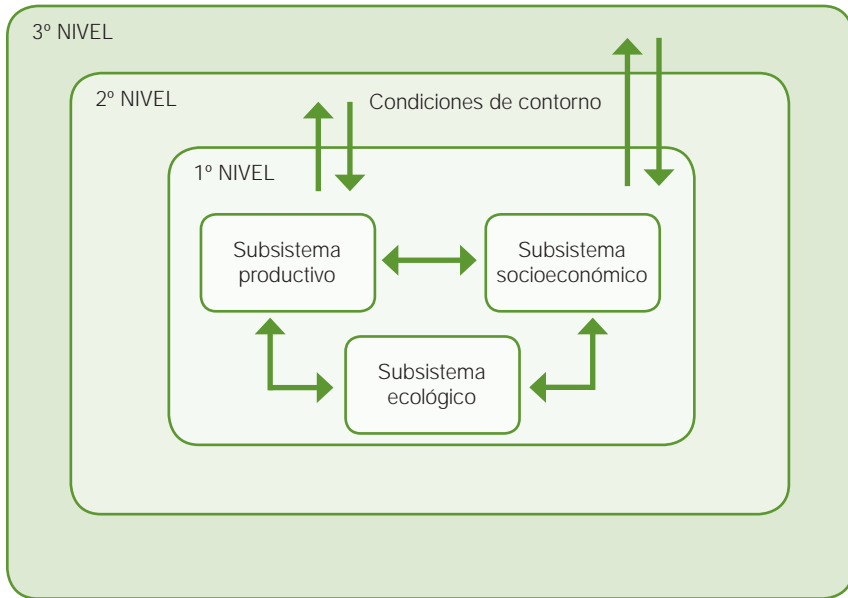 3º NIVEL
2º NIVEL
Condiciones de contorno
1º NIVEL
Subsistema
productivo
Subsistema
socioeconómico
Subsistema
ecológico